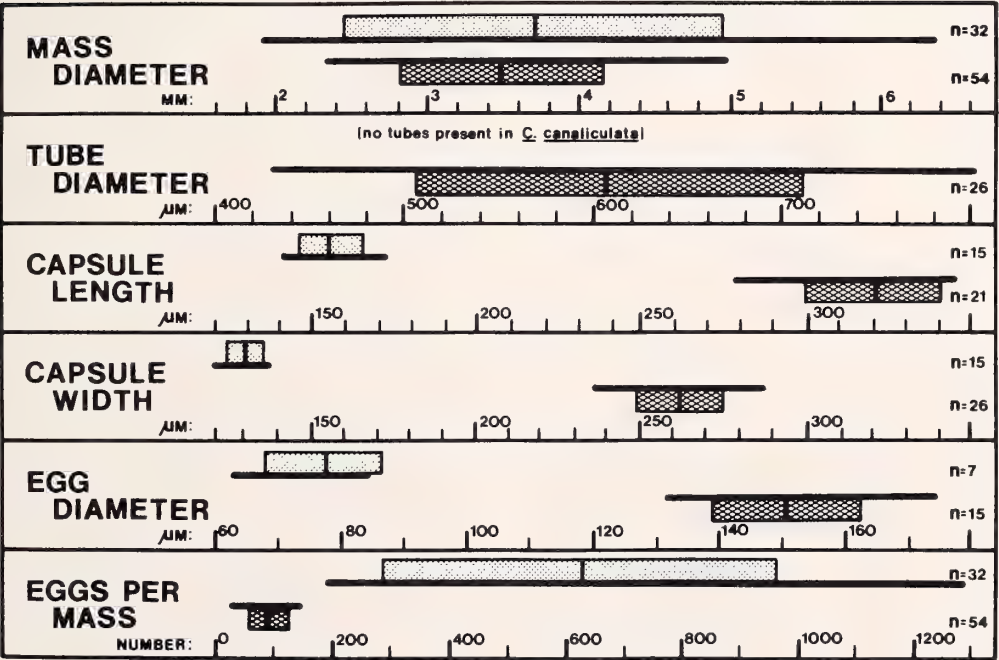 n=32
MASS
DIAMETER
n=54
MM: 2 3 4 5 6
(no tubes present in C. canaliculata)
TUBE
DIAMETER
n=26
µM: 400 500 600 700
n=15
CAPSULE
LENGTH
n=21
µM: 150 200 250 300
n=15
CAPSULE
WIDTH
n=26
µM: 150 200 250 300
n=7
EGG
DIAMETER
n=15
µM: 60 80 100 120 140 160
n=32
EGGS PER
MASS
n=54
NUMBER: 0 200 400 600 800 1000 1200